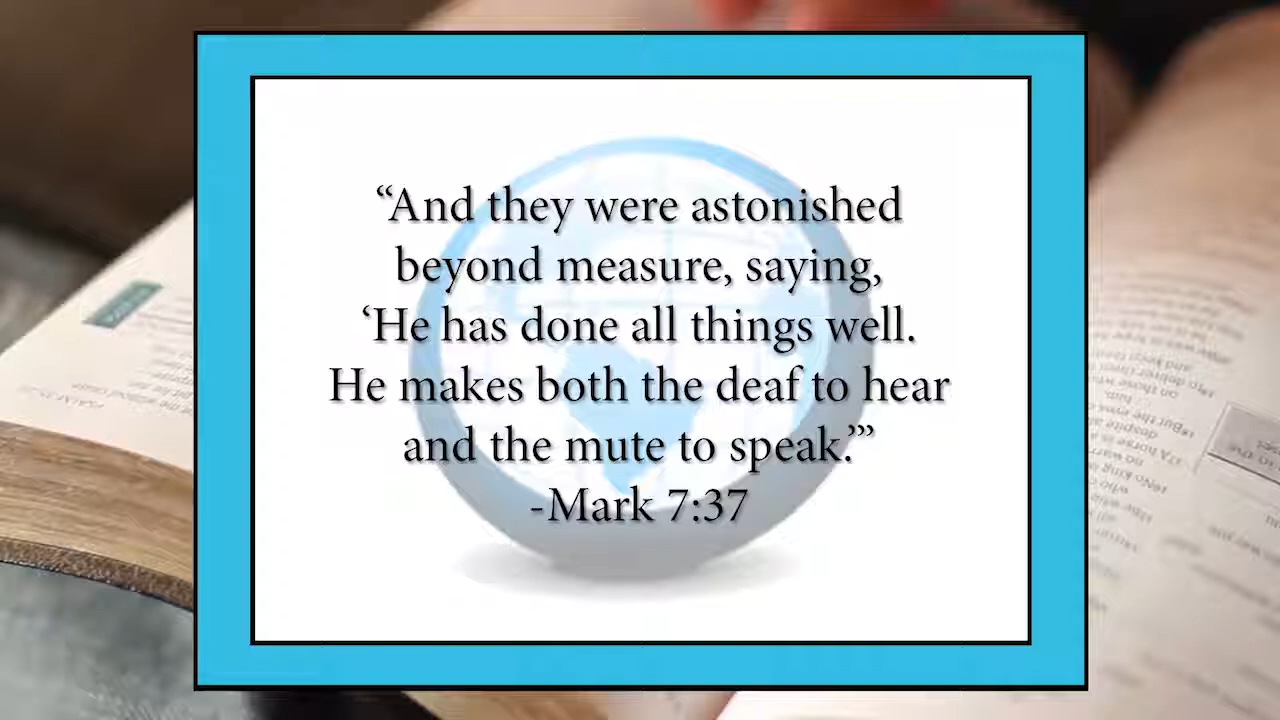 “And they were astonished
beyond measure, saying,
‘He has done all things well.
He makes both the deaf to hear
and the mute to speak.’”
-Mark 7:37